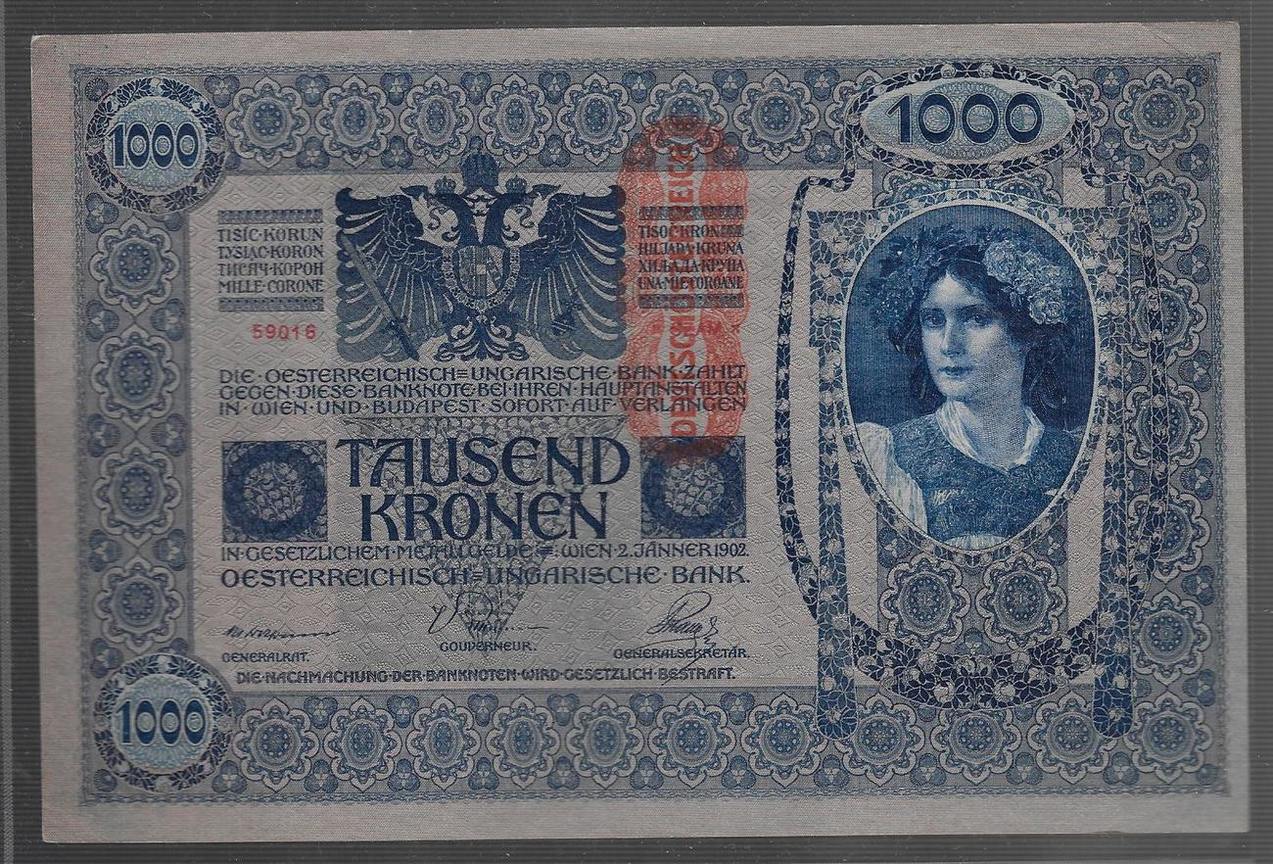 1000
1000
TISÍC·KORUN
TYSIĄC·KORON
ТИСЯЧ·КОРОН
MILLE·CORONE
TISOČ·KRON
HILJADA·KRUNA
ХИЉАДА·КРУНА
UNA·MIE·COROANE
59016
DEUTSCHÖSTERREICH
DIE·OESTERREICHISCH=UNGARISCHE·BANK·ZAHLT
GEGEN·DIESE·BANKNOTE·BEI·IHREN·HAUPTANSTALTEN
IN·WIEN·UND·BUDAPEST·SOFORT·AUF·VERLANGEN
TAUSEND
KRONEN
IN·GESETZLICHEM·METALLGELDE=:WIEN·2.JÄNNER 1902.
OESTERREICHISCH=UNGARISCHE·BANK.
GENERALRAT.
GOUVERNEUR.
GENERALSEKRETÄR.
DIE·NACHMACHUNG·DER·BANKNOTEN·WIRD·GESETZLICH·BESTRAFT.
1000